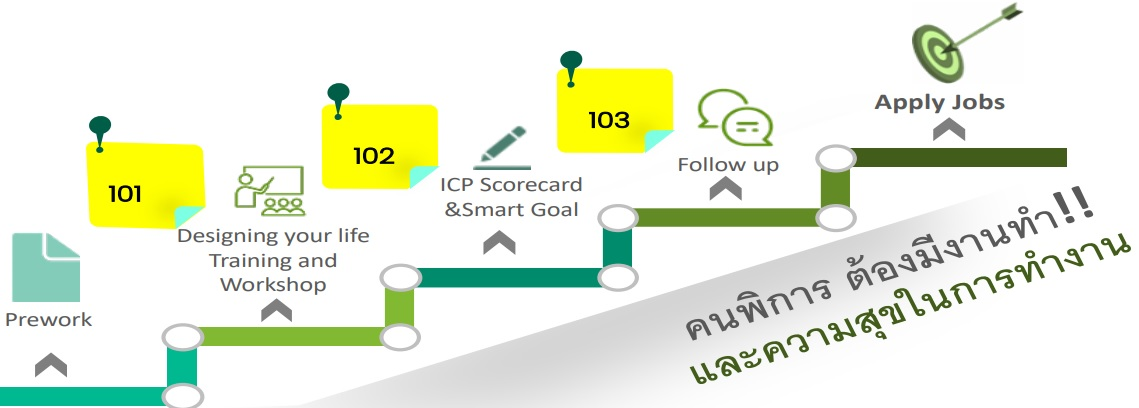 Prework
101
Designing your life
Training and
Workshop
102
ICP Scorecard
&Smart Goal
103
Follow up
Apply Jobs
คนพิการ ต้องมีงานทำ!!
และความสุขในการทำงาน